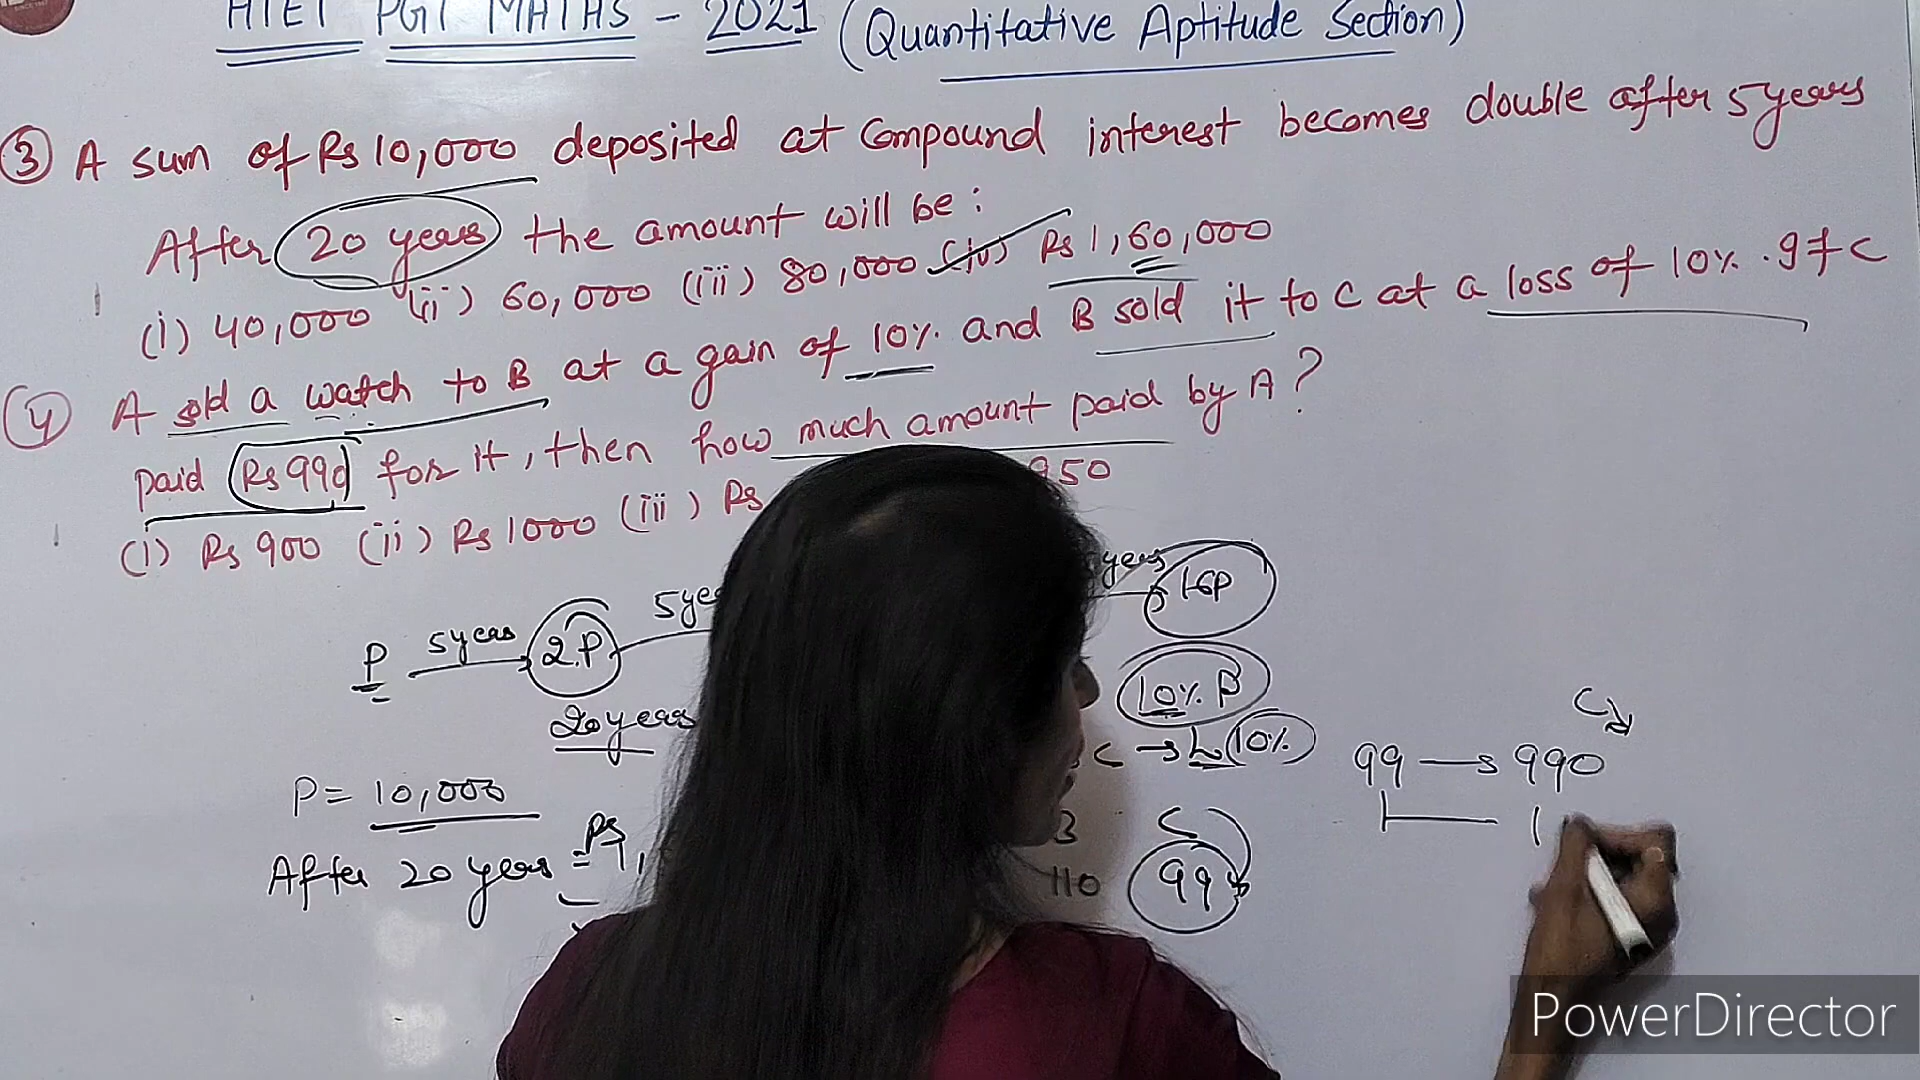 HTET PGT MATHS - 2021 (Quantitative Aptitude Section)
③ A sum of Rs 10,000 deposited at Compound interest becomes double after 5 years
After 20 years the amount will be:
(i) 40,000 (ii) 60,000 (iii) 80,000 (iv) Rs 1,60,000
④ A sold a watch to B at a gain of 10%. and B sold it to C at a loss of 10%. If C
paid Rs 990 for it, then how much amount paid by A?
(i) Rs 900 (ii) Rs 1000 (iii) Rs 950
P 5 years 2P 5 years 16P
20 years
10% P
C → L 10%
P = 10,000
After 20 years = Rs 1,
B C
110 99
C
99 → 990
1
PowerDirector